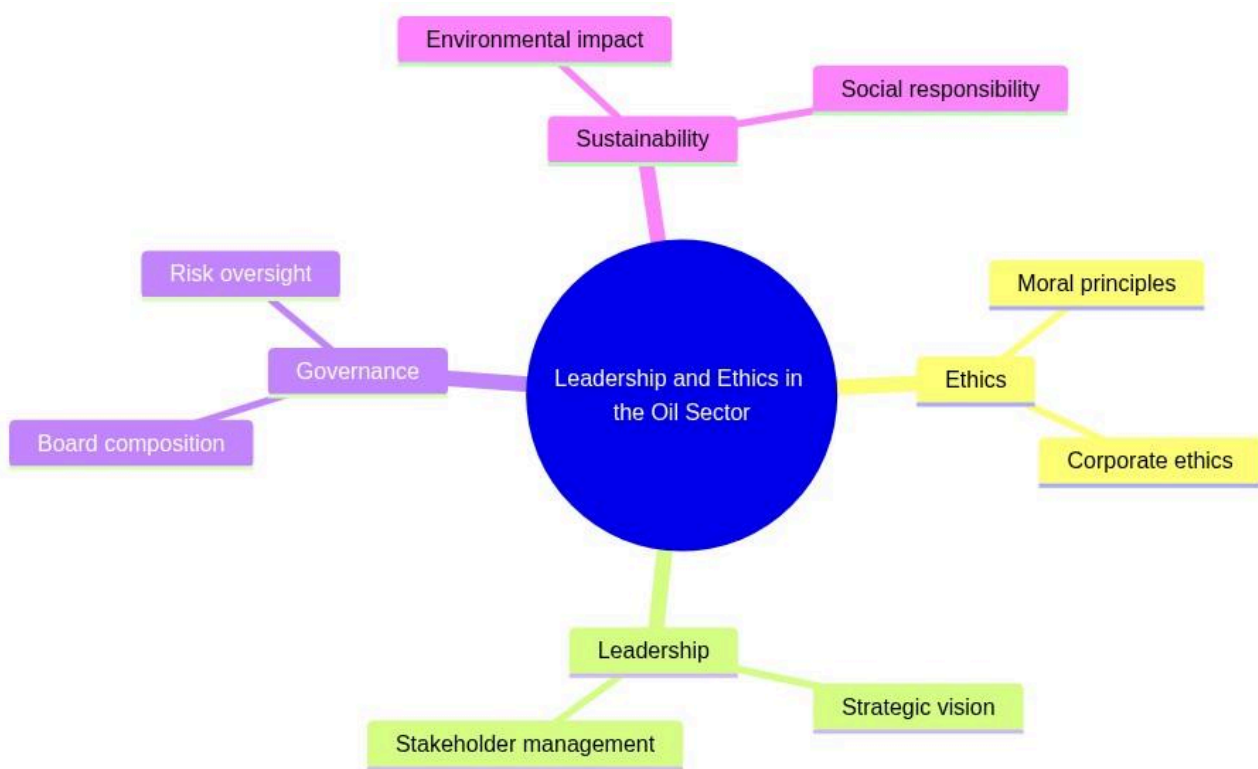 Environmental impact
Social responsibility
Sustainability
Risk oversight
Moral principles
Governance
Leadership and Ethics in
the Oil Sector
Ethics
Board composition
Corporate ethics
Leadership
Strategic vision
Stakeholder management